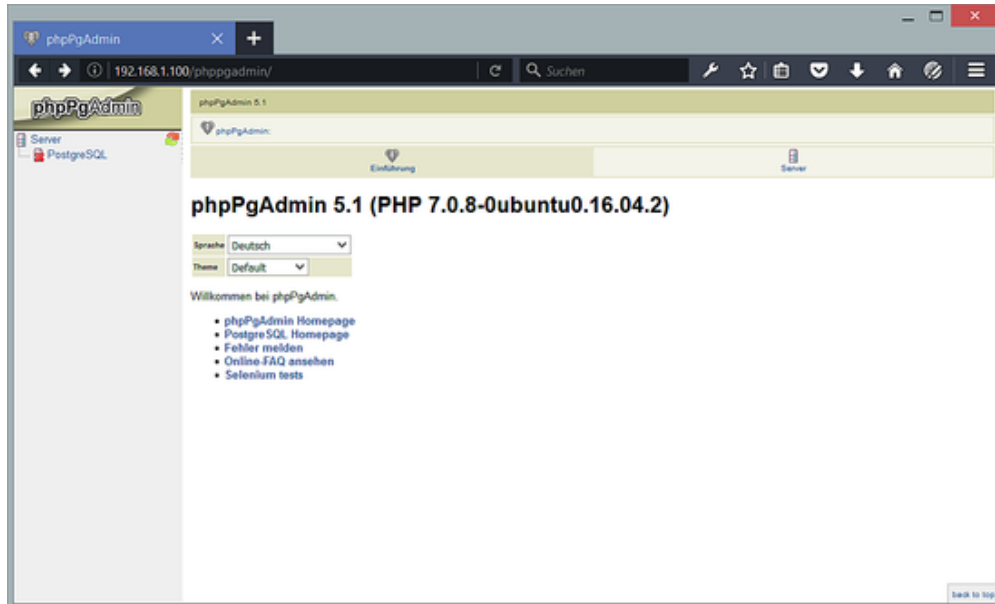 phpPgAdmin
192.168.1.100/phppgadmin/
Suchen
phpPgAdmin
Server
PostgreSQL
phpPgAdmin 5.1
phpPgAdmin:
Einführung
Server
phpPgAdmin 5.1 (PHP 7.0.8-0ubuntu0.16.04.2)
Sprache Deutsch
Theme Default
Willkommen bei phpPgAdmin.
• phpPgAdmin Homepage
• PostgreSQL Homepage
• Fehler melden
• Online-FAQ ansehen
• Selenium tests
back to top